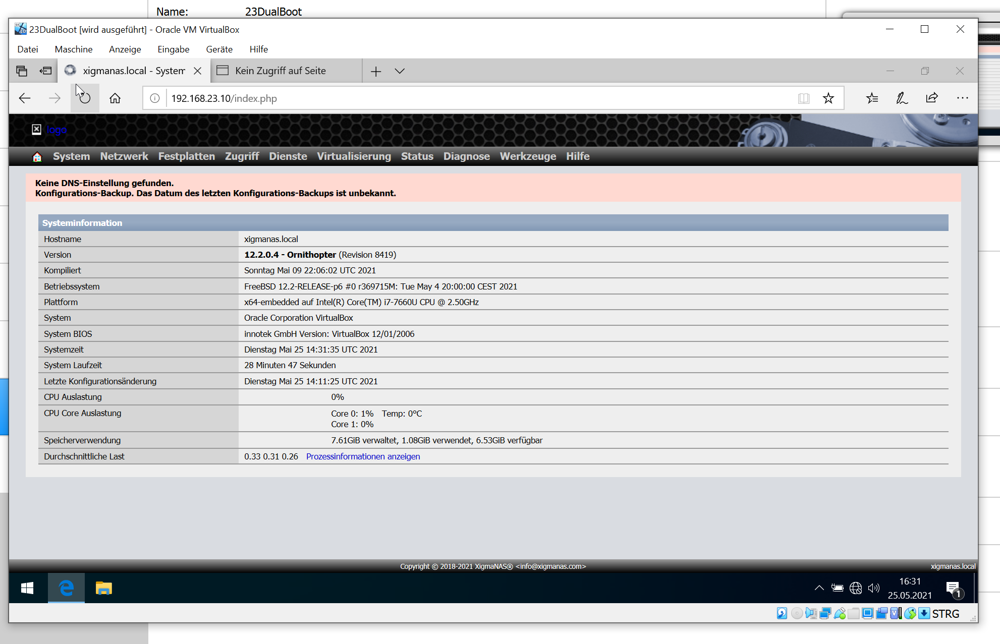 Name: 23DualBoot
23DualBoot [wird ausgeführt] - Oracle VM VirtualBox
Datei Maschine Anzeige Eingabe Geräte Hilfe
xigmanas.local - System
Kein Zugriff auf Seite
192.168.23.10/index.php
logo
System Netzwerk Festplatten Zugriff Dienste Virtualisierung Status Diagnose Werkzeuge Hilfe
Keine DNS-Einstellung gefunden.
Konfigurations-Backup. Das Datum des letzten Konfigurations-Backups ist unbekannt.
Systeminformation
Hostname xigmanas.local
Version 12.2.0.4 - Ornithopter (Revision 8419)
Kompiliert Sonntag Mai 09 22:06:02 UTC 2021
Betriebssystem FreeBSD 12.2-RELEASE-p6 #0 r369715M: Tue May 4 20:00:00 CEST 2021
Plattform x64-embedded auf Intel(R) Core(TM) i7-7660U CPU @ 2.50GHz
System Oracle Corporation VirtualBox
System BIOS innotek GmbH Version: VirtualBox 12/01/2006
Systemzeit Dienstag Mai 25 14:31:35 UTC 2021
System Laufzeit 28 Minuten 47 Sekunden
Letzte Konfigurationsänderung Dienstag Mai 25 14:11:25 UTC 2021
CPU Auslastung 0%
CPU Core Auslastung Core 0: 1% Temp: 0°C
Core 1: 0%
Speicherverwendung 7.61GiB verwaltet, 1.08GiB verwendet, 6.53GiB verfügbar
Durchschnittliche Last 0.33 0.31 0.26 Prozessinformationen anzeigen
Copyright © 2018-2021 XigmaNAS® <info@xigmanas.com> xigmanas.local
16:31
25.05.2021
1
STRG